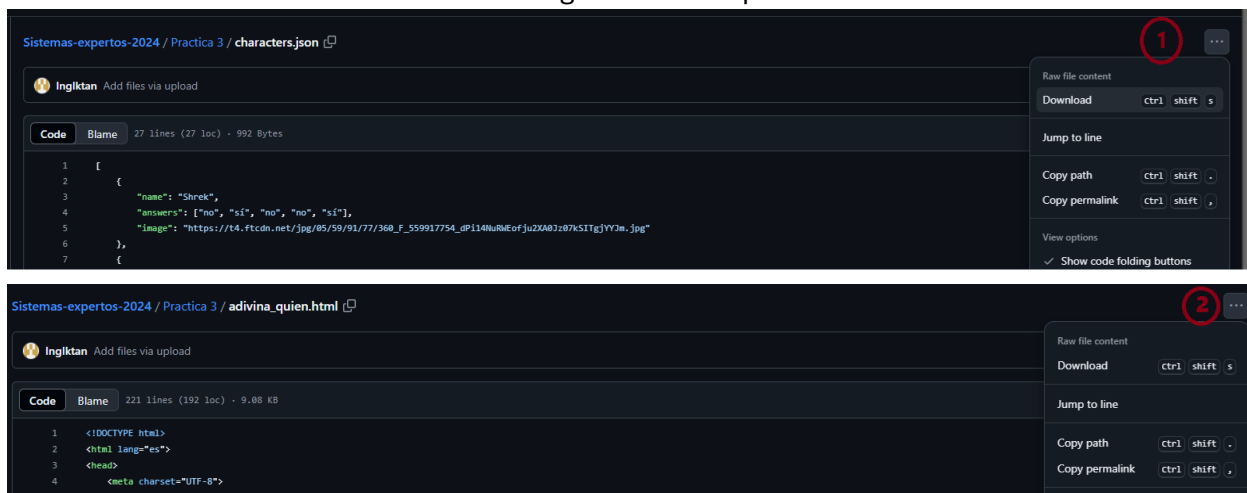 Sistemas-expertos-2024 / Practica 3 / characters.json
1
...
Raw file content
Inglktan Add files via upload
Download Ctrl shift s
Code Blame 27 lines (27 loc) · 992 Bytes
Jump to line
1 [
2 {
Copy path Ctrl shift .
3 "name": "Shrek",
4 "answers": ["no", "sí", "no", "no", "sí"],
Copy permalink Ctrl shift ,
5 "image": "https://t4.ftcdn.net/jpg/05/59/91/77/360_F_559917754_dPi14NuRWEofju2XA0Jz07kSITgjYYJm.jpg"
View options
6 },
7 {
Show code folding buttons
Sistemas-expertos-2024 / Practica 3 / adivina_quien.html
2
...
Raw file content
Inglktan Add files via upload
Download Ctrl shift s
Code Blame 221 lines (192 loc) · 9.08 KB
Jump to line
1 <!DOCTYPE html>
2 <html lang="es">
Copy path Ctrl shift .
3 <head>
Copy permalink Ctrl shift ,
4 <meta charset="UTF-8">